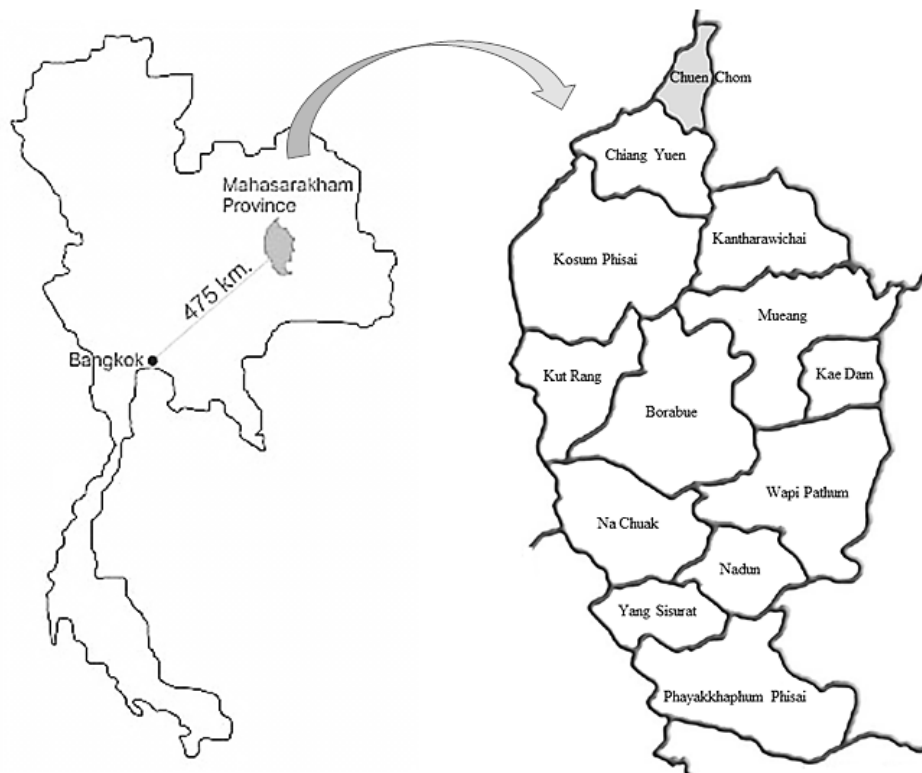 Mahasarakham
Province
475 km.
Bangkok
Chuen Chom
Chiang Yuen
Kantharawichai
Kosum Phisai
Mueang
Kut Rang
Kae Dam
Borabue
Wapi Pathum
Na Chuak
Nadun
Yang Sisurat
Phayakkhaphum Phisai